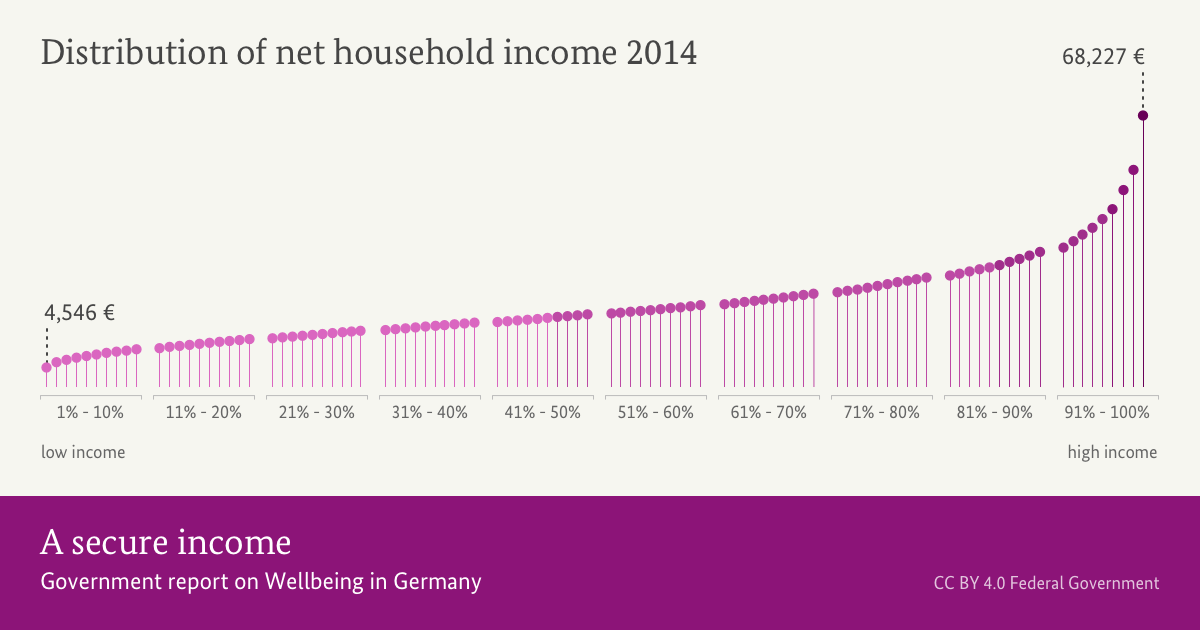 Distribution of net household income 2014
68,227 €
4,546 €
1% - 10%
11% - 20%
21% - 30%
31% - 40%
41% - 50%
51% - 60%
61% - 70%
71% - 80%
81% - 90%
91% - 100%
low income
high income
A secure income
Government report on Wellbeing in Germany
CC BY 4.0 Federal Government